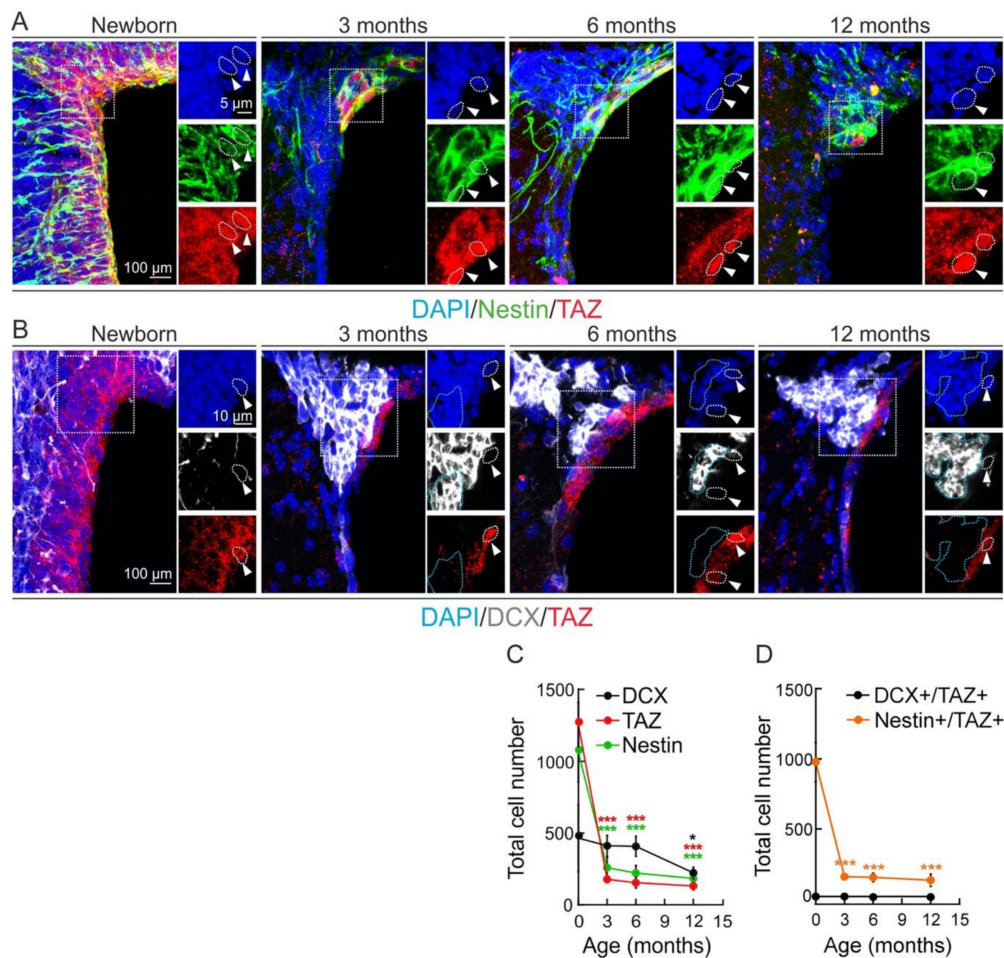 A
Newborn 3 months 6 months 12 months
5 µm
100 µm
DAPI/Nestin/TAZ
B
Newborn 3 months 6 months 12 months
10 µm
100 µm
DAPI/DCX/TAZ
C
1500
1000
500
0
Total cell number
DCX
TAZ
Nestin
***
***
***
***
*
***
***
0 3 6 9 12 15
Age (months)
D
1500
1000
500
0
Total cell number
DCX+/TAZ+
Nestin+/TAZ+
*** *** ***
0 3 6 9 12 15
Age (months)